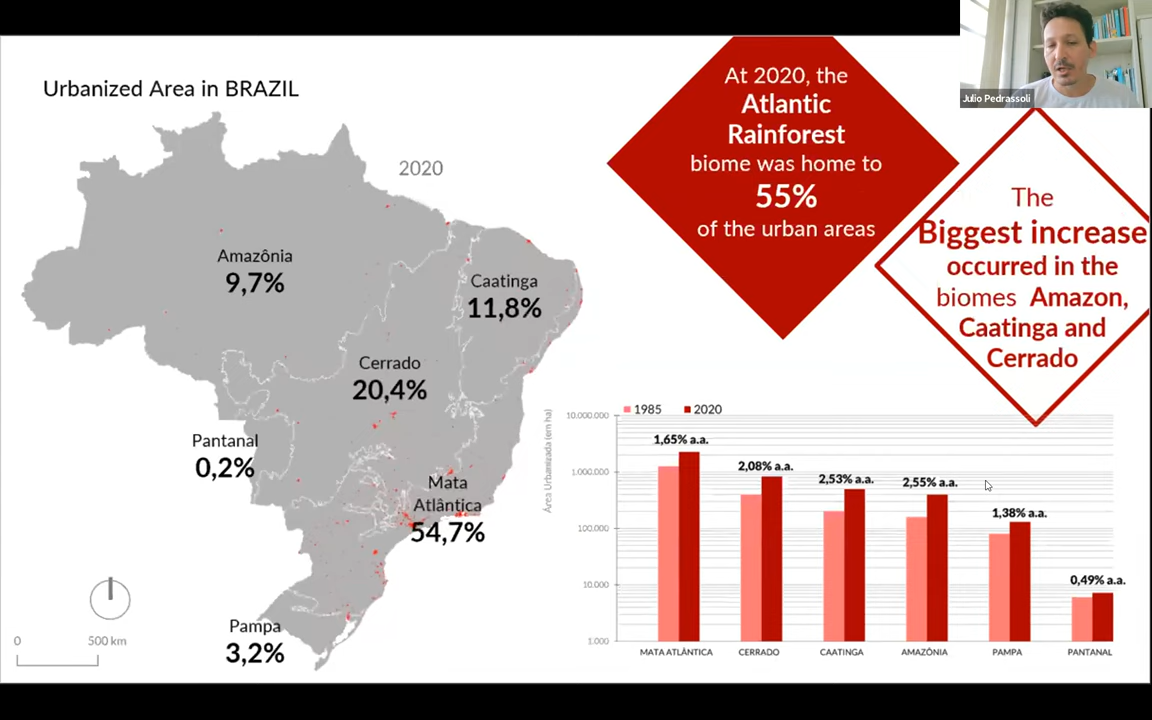 Urbanized Area in BRAZIL
2020
Amazônia
9,7%
Caatinga
11,8%
Cerrado
20,4%
Pantanal
0,2%
Mata
Atlântica
54,7%
Pampa
3,2%
0
500 km
At 2020, the
Atlantic
Rainforest
biome was home to
55%
of the urban areas
Julio Pedrassoli
The
Biggest increase
occurred in the
biomes Amazon,
Caatinga and
Cerrado
1985
2020
Área Urbanizada (em ha)
10.000.000
1.000.000
100.000
10.000
1.000
1,65% a.a.
2,08% a.a.
2,53% a.a.
2,55% a.a.
1,38% a.a.
0,49% a.a.
MATA ATLÂNTICA
CERRADO
CAATINGA
AMAZÔNIA
PAMPA
PANTANAL